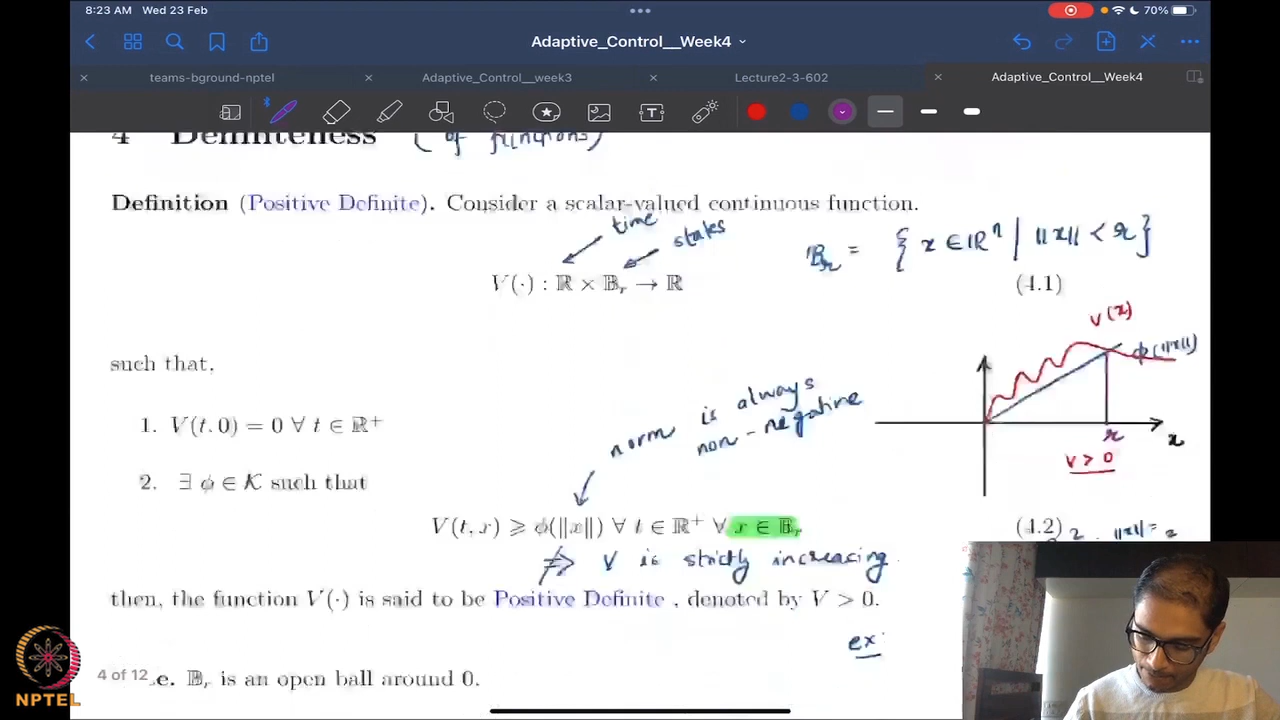 8:23 AM Wed 23 Feb
70%
Adaptive_Control__Week4
teams-bground-nptel
Adaptive_Control__week3
Lecture2-3-602
Adaptive_Control__Week4
4 Definiteness (of functions)
Definition (Positive Definite). Consider a scalar-valued continuous function.
time
states
𝔹r = { x ∈ ℝⁿ | ||x|| < r }
V(·) : ℝ × 𝔹r → ℝ
(4.1)
V(x)
such that,
ϕ(||x||)
1. V(t, 0) = 0 ∀ t ∈ ℝ⁺
norm is always
non-negative
r
x
V > 0
2. ∃ ϕ ∈ 𝒦 such that
V(t, x) ⩾ ϕ(||x||) ∀ t ∈ ℝ⁺ ∀ x ∈ 𝔹r
(4.2)
⇏ V is strictly increasing
then, the function V(·) is said to be Positive Definite , denoted by V > 0.
ex:
4 of 12
e. 𝔹r is an open ball around 0.
NPTEL